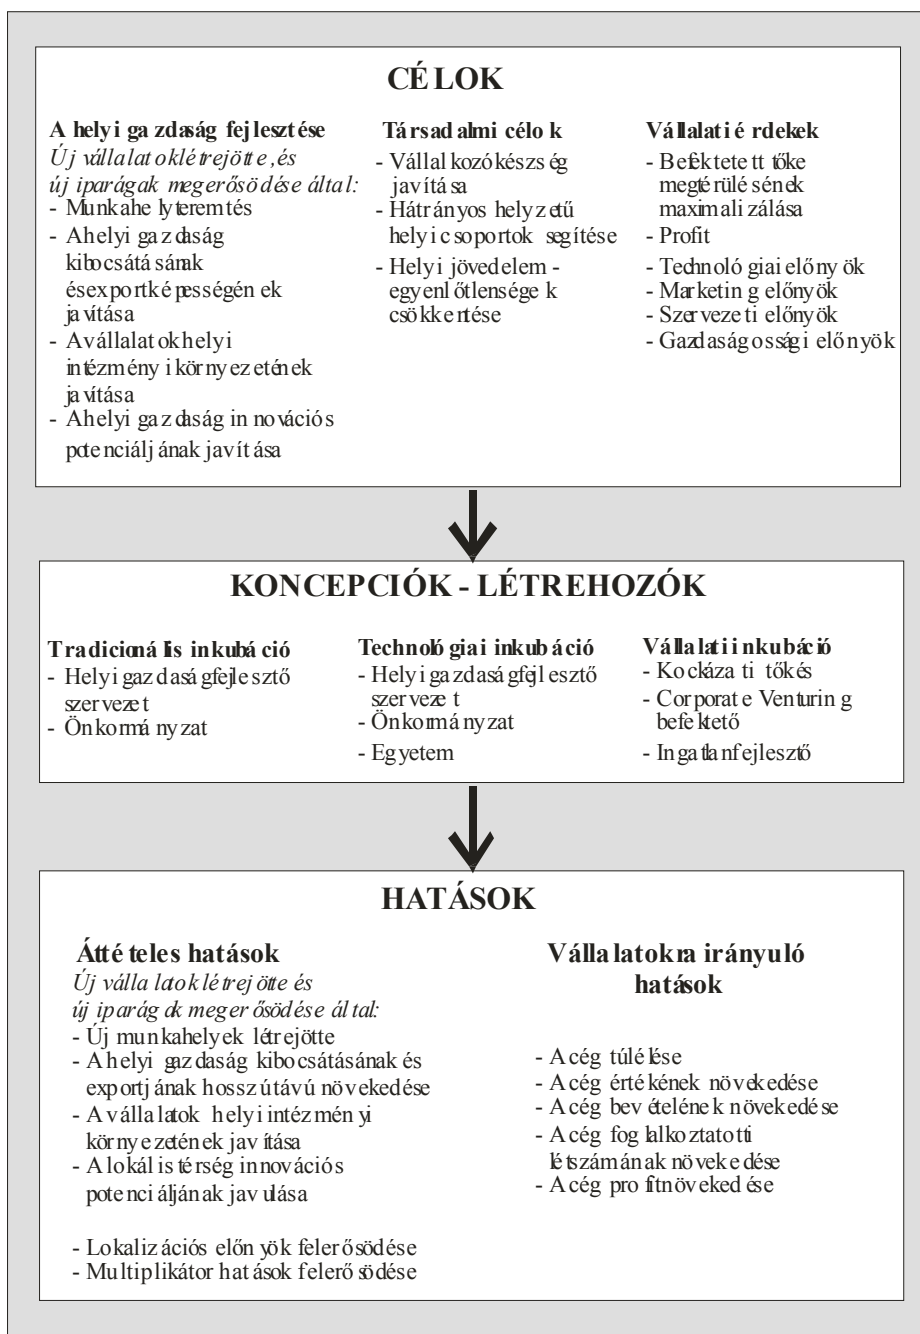 CÉLOK
A helyi gazdaság fejlesztése
Új vállalatok létrejötte, és
új iparágak megerősödése által:
- Munkahelyteremtés
- A helyi gazdaság
kibocsátásának
és exportképességének
javítása
- A vállalatok helyi
intézményi környezetének
javítása
- A helyi gazdaság innovációs
potenciáljának javítása
Társadalmi célok
- Vállalkozókészség
javítása
- Hátrányos helyzetű
helyi csoportok segítése
- Helyi jövedelem-
egyenlőtlenségek
csökkentése
Vállalati érdekek
- Befektetett tőke
megtérülésének
maximalizálása
- Profit
- Technológiai előnyök
- Marketing előnyök
- Szervezeti előnyök
- Gazdaságossági előnyök
KONCEPCIÓK - LÉTREHOZÓK
Tradicionális inkubáció
- Helyi gazdaságfejlesztő
szervezet
- Önkormányzat
Technológiai inkubáció
- Helyi gazdaságfejlesztő
szervezet
- Önkormányzat
- Egyetem
Vállalati inkubáció
- Kockázati tőkés
- Corporate Venturing
befektető
- Ingatlanfejlesztő
HATÁSOK
Áttételes hatások
Új vállalatok létrejötte és
új iparágak megerősödése által:
- Új munkahelyek létrejötte
- A helyi gazdaság kibocsátásának és
exportjának hosszútávú növekedése
- A vállalatok helyi intézményi
környezetének javítása
- A lokális térség innovációs
potenciáljának javulása
- Lokalizációs előnyök felerősödése
- Multiplikátor hatások felerősödése
Vállalatokra irányuló
hatások
- A cég túlélése
- A cég értékének növekedése
- A cég bevételének növekedése
- A cég foglalkoztatotti
létszámának növekedése
- A cég profitnövekedése